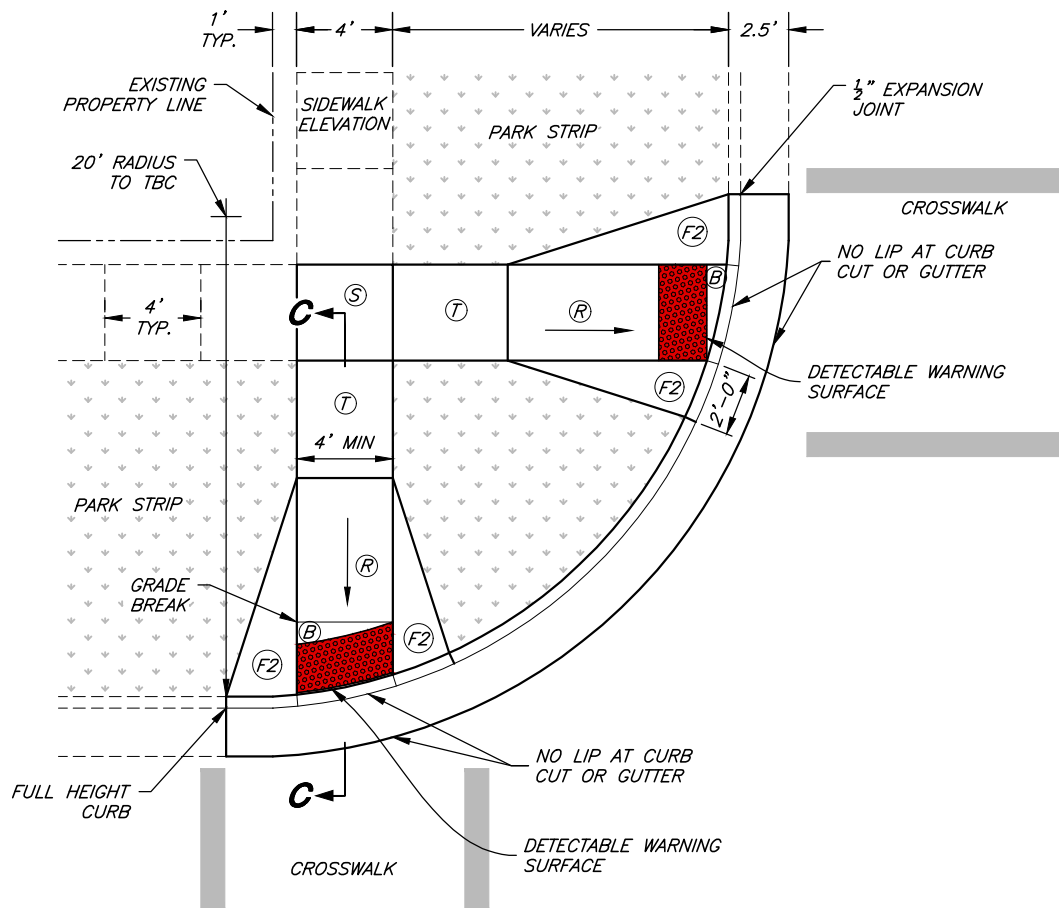 1'
TYP.
4'
VARIES
2.5'
EXISTING
PROPERTY LINE
SIDEWALK
ELEVATION
PARK STRIP
½" EXPANSION
JOINT
20' RADIUS
TO TBC
CROSSWALK
F2
NO LIP AT CURB
CUT OR GUTTER
4'
TYP.
C
S
T
R
B
F2
2'-0"
DETECTABLE WARNING
SURFACE
T
4' MIN
PARK STRIP
R
GRADE
BREAK
B
F2
F2
NO LIP AT CURB
CUT OR GUTTER
FULL HEIGHT
CURB
C
DETECTABLE WARNING
SURFACE
CROSSWALK